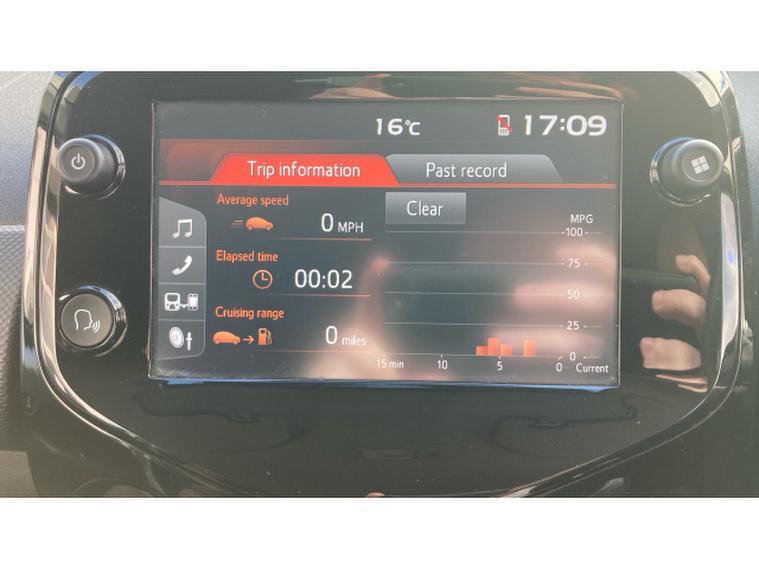 16°C 17:09
Trip information Past record
Average speed
0 MPH
Clear
MPG
100
75
50
25
0
Elapsed time
00:02
Cruising range
0 miles
15 min 10 5 0 Current